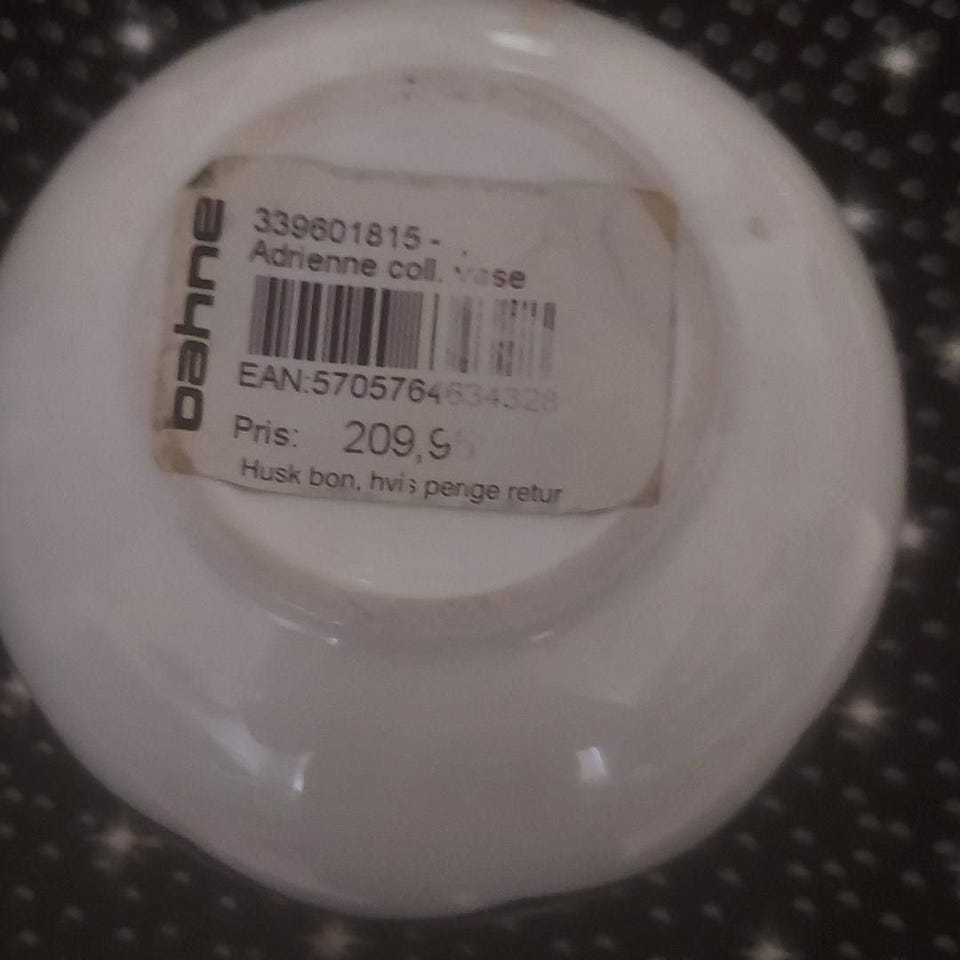 bahne
339601815 -
Adrienne coll. vase
EAN:5705764634328
Pris: 209,95
Husk bon, hvis penge retur